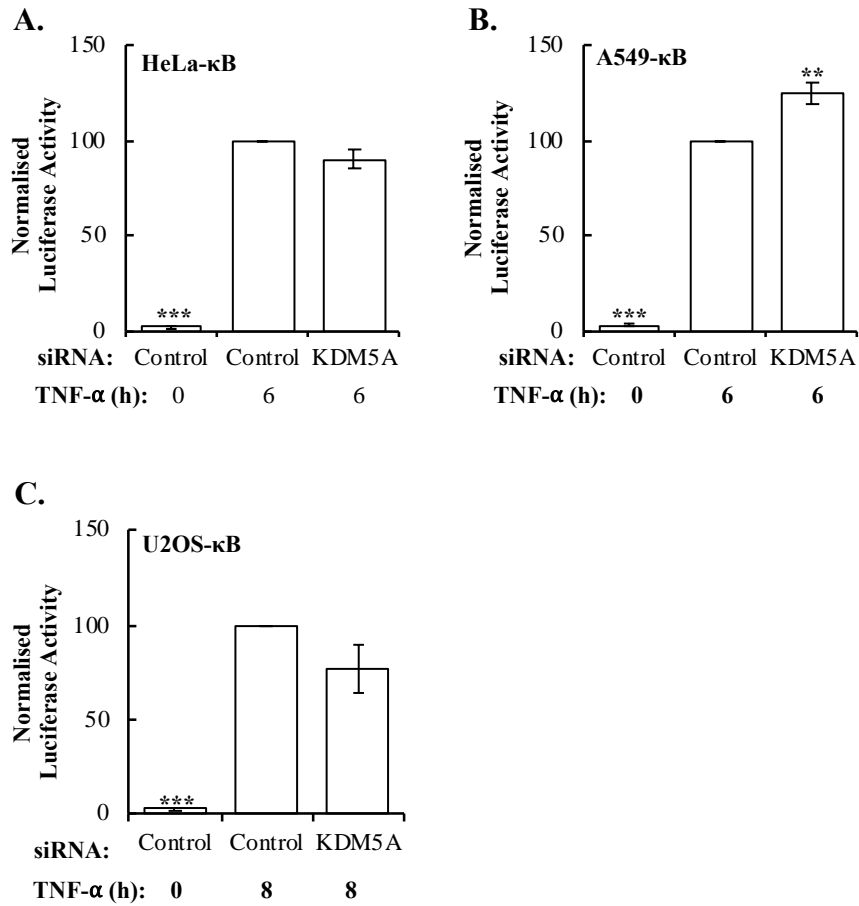 A.
150
HeLa-κB
100
50
0
Normalised
Luciferase Activity
***
siRNA: Control Control KDM5A
TNF-α (h): 0 6 6
B.
150
A549-κB
**
100
50
0
Normalised
Luciferase Activity
***
siRNA: Control Control KDM5A
TNF-α (h): 0 6 6
C.
150
U2OS-κB
100
50
0
Normalised
Luciferase Activity
***
siRNA: Control Control KDM5A
TNF-α (h): 0 8 8